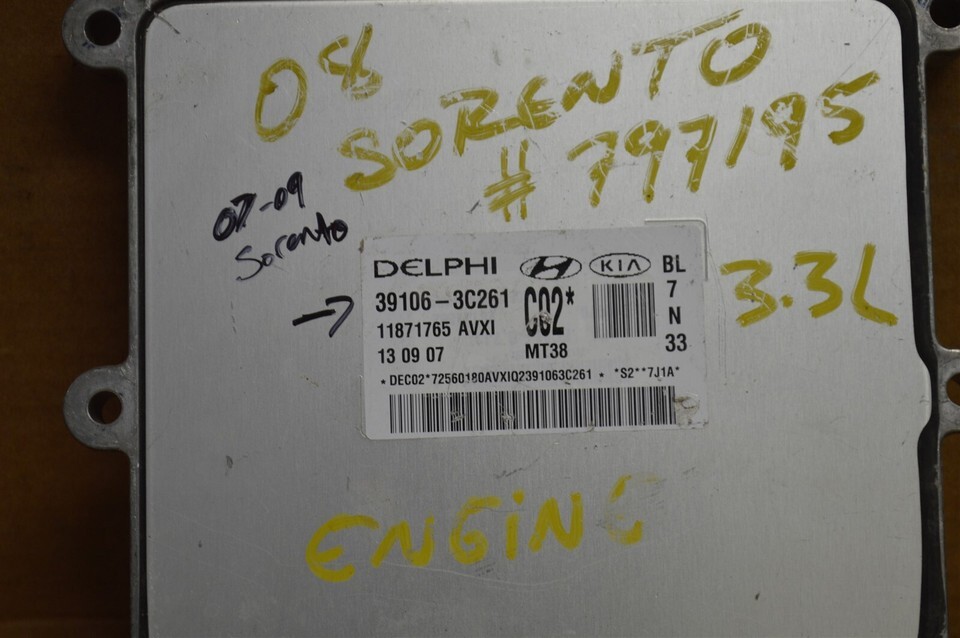 08
SORENTO
# 797195
07-09
Sorento
DELPHI KIA BL
39106-3C261 C02* 7
11871765 AVXI N
13 09 07 MT38 33
*DEC02*72560180AVXIQ2391063C261 * *S2**7J1A*
3.3L
ENGINE